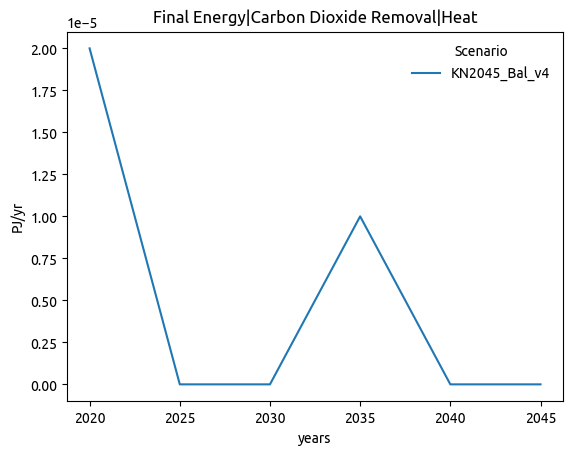 Final Energy|Carbon Dioxide Removal|Heat
1e−5
Scenario
KN2045_Bal_v4
2.00
1.75
1.50
1.25
1.00
0.75
0.50
0.25
0.00
PJ/yr
2020 2025 2030 2035 2040 2045
years